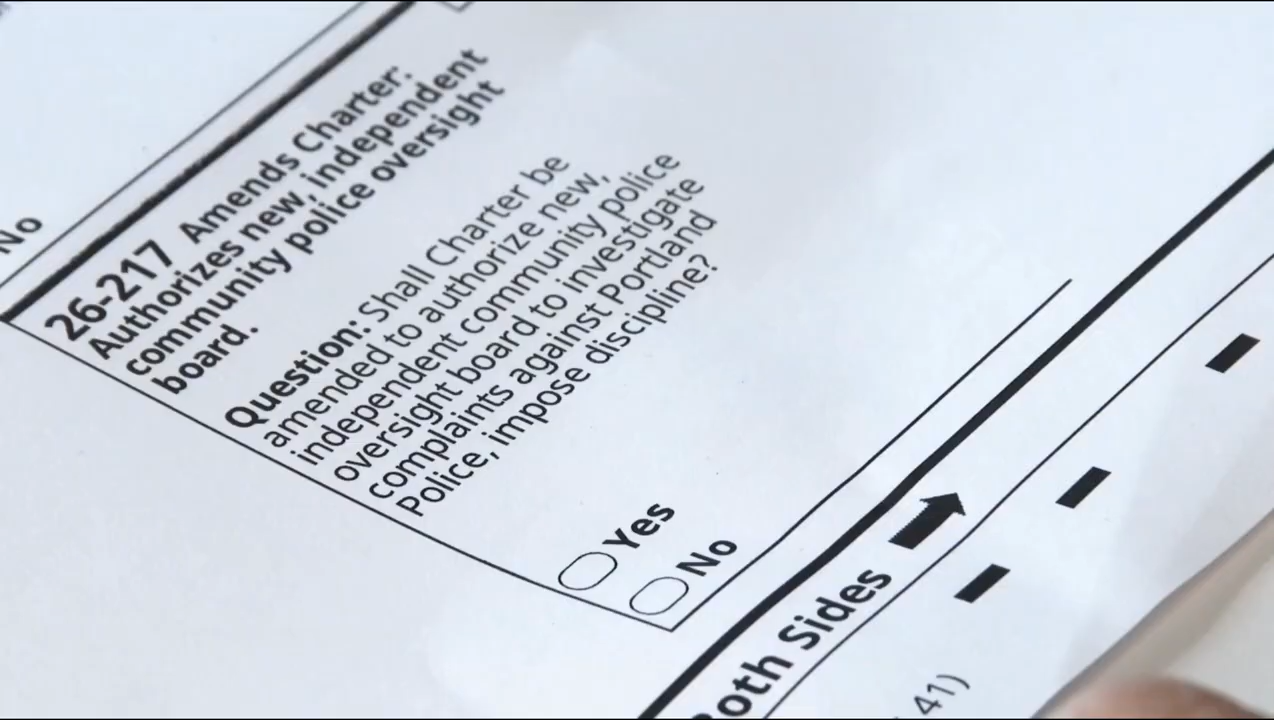 No
26-217 Amends Charter:
Authorizes new, independent
community police oversight
board.
Question: Shall Charter be
amended to authorize new,
independent community police
oversight board to investigate
complaints against Portland
Police, impose discipline?
Yes
No
Both Sides
41)